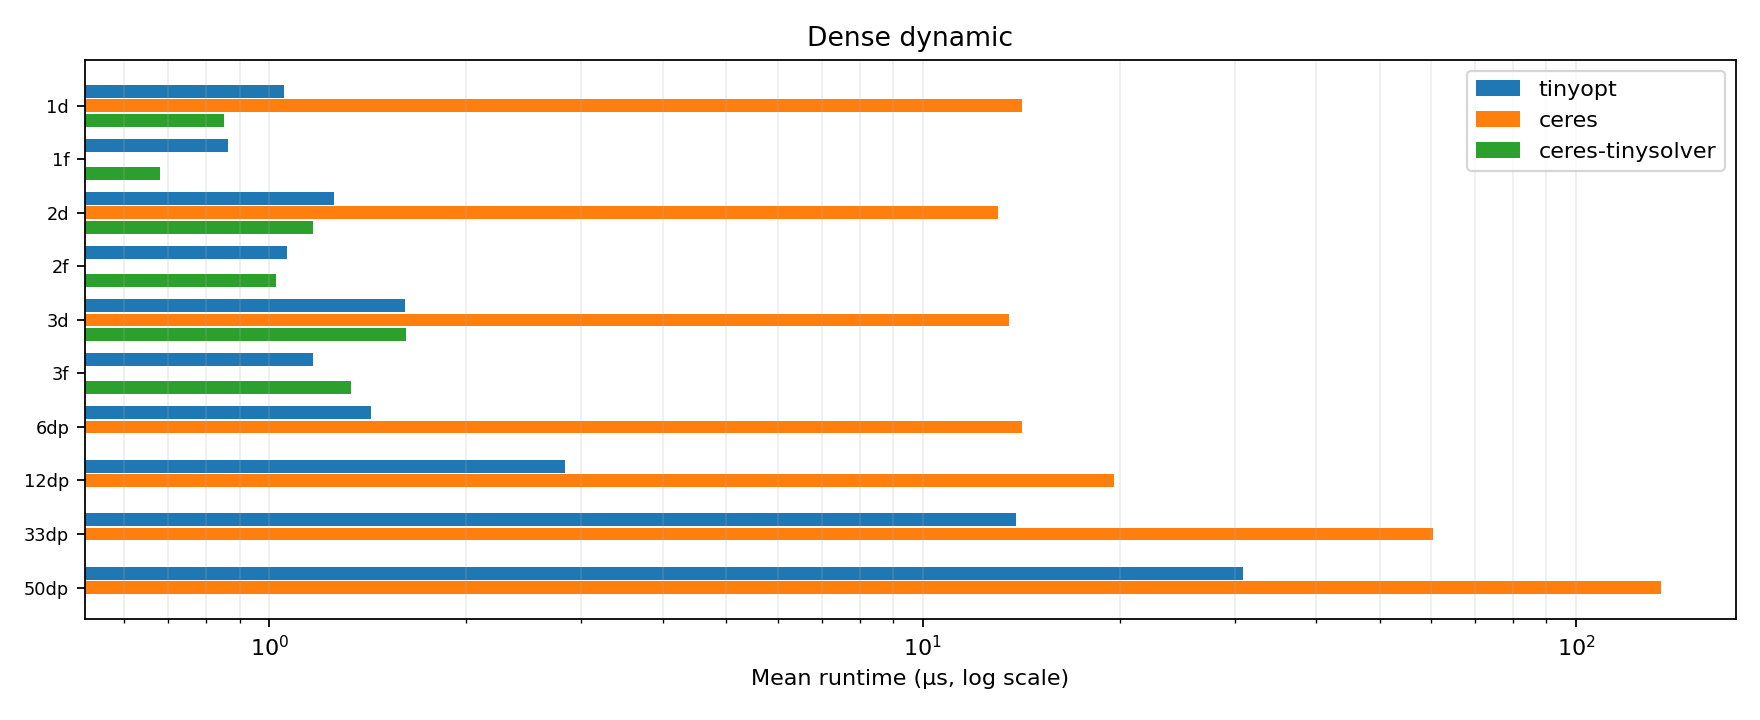 Dense dynamic
tinyopt
ceres
ceres-tinysolver
1d
1f
2d
2f
3d
3f
6dp
12dp
33dp
50dp
10⁰ 10¹ 10²
Mean runtime (µs, log scale)